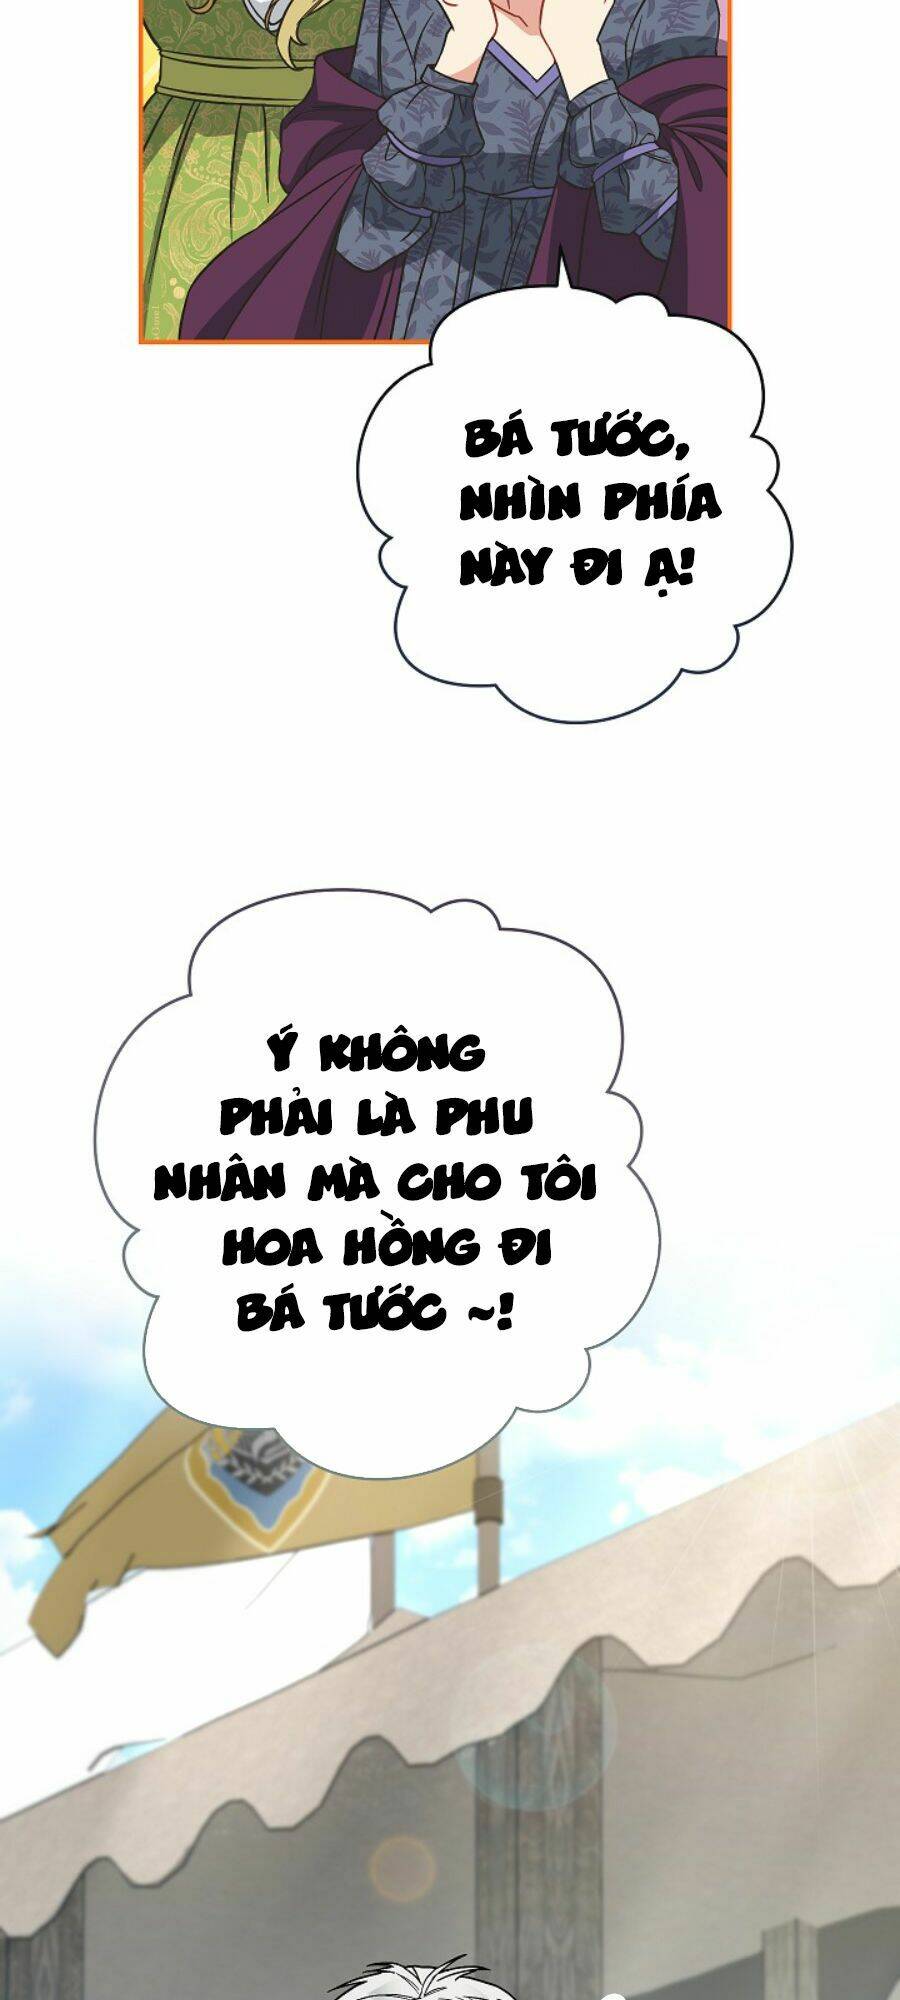 BÁ TƯỚC,
NHÌN PHÍA
NÀY ĐI Ạ!
Ý KHÔNG
PHẢI LÀ PHU
NHÂN MÀ CHO TÔI
HOA HỒNG ĐI
BÁ TƯỚC ~!